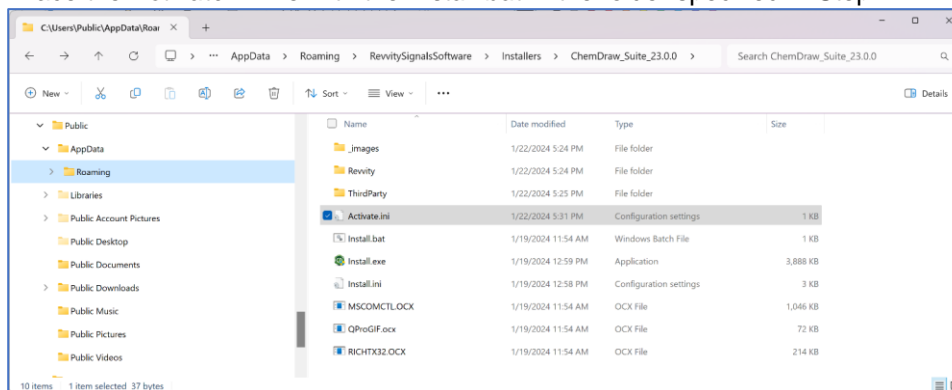 C:\Users\Public\AppData\Roar × +
··· AppData > Roaming > RevvitySignalsSoftware > Installers > ChemDraw_Suite_23.0.0 > Search ChemDraw_Suite_23.0.0
New Sort View ··· Details
Public
AppData
Roaming
Libraries
Public Account Pictures
Public Desktop
Public Documents
Public Downloads
Public Music
Public Pictures
Public Videos
Name Date modified Type Size
_images 1/22/2024 5:24 PM File folder
Revvity 1/22/2024 5:24 PM File folder
ThirdParty 1/22/2024 5:25 PM File folder
Activate.ini 1/22/2024 5:31 PM Configuration settings 1 KB
Install.bat 1/19/2024 11:54 AM Windows Batch File 1 KB
Install.exe 1/19/2024 12:59 PM Application 3,888 KB
Install.ini 1/19/2024 12:58 PM Configuration settings 3 KB
MSCOMCTL.OCX 1/19/2024 11:54 AM OCX File 1,046 KB
QProGIF.ocx 1/19/2024 11:54 AM OCX File 72 KB
RICHTX32.OCX 1/19/2024 11:54 AM OCX File 214 KB
10 items 1 item selected 37 bytes